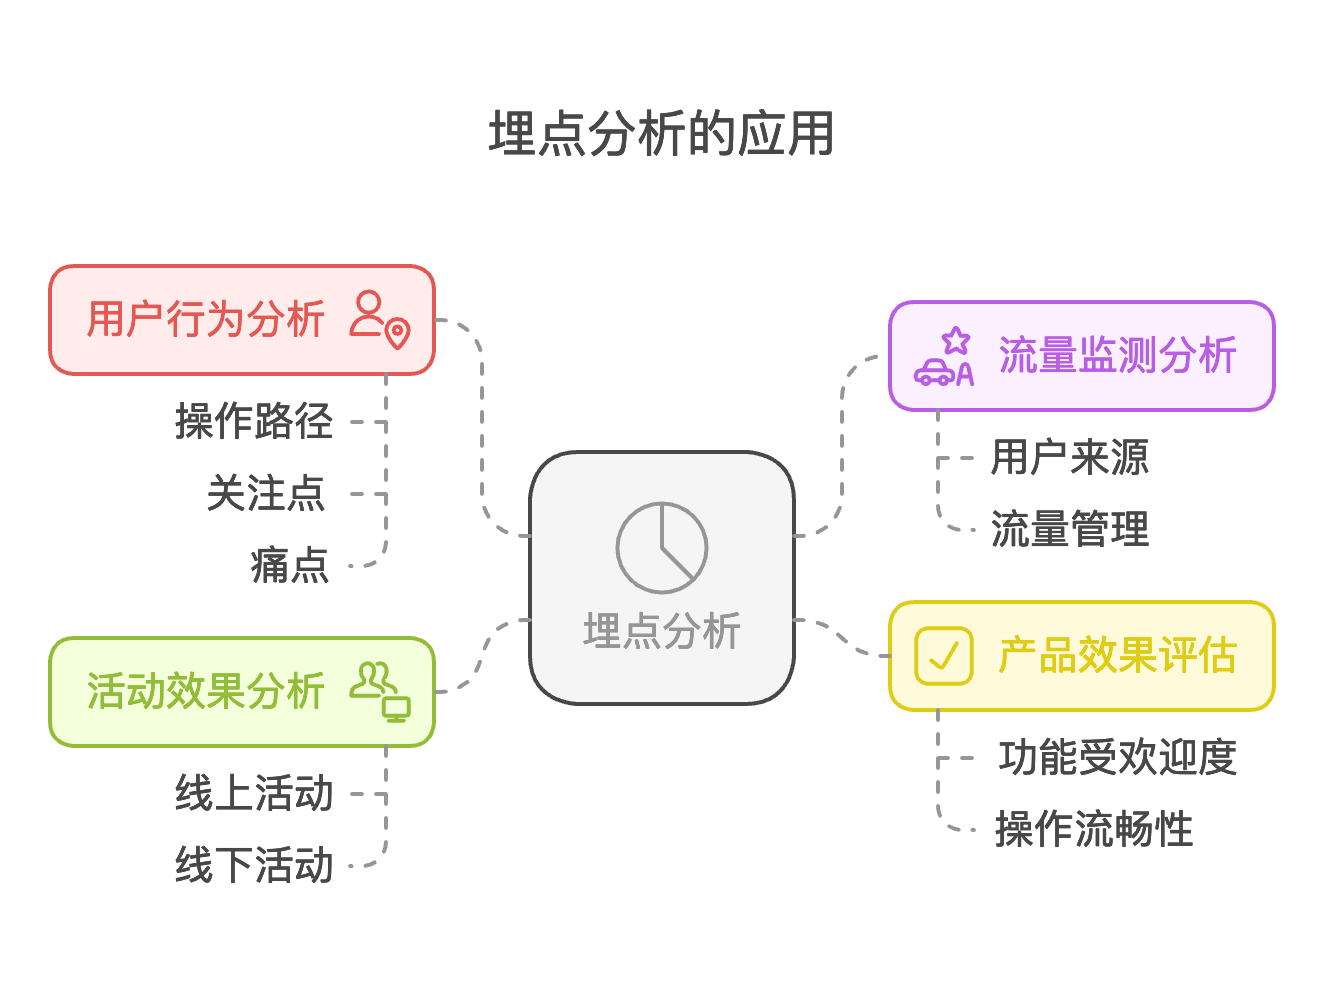 埋点分析的应用
用户行为分析
操作路径
关注点
痛点
活动效果分析
线上活动
线下活动
埋点分析
流量监测分析
用户来源
流量管理
产品效果评估
功能受欢迎度
操作流畅性